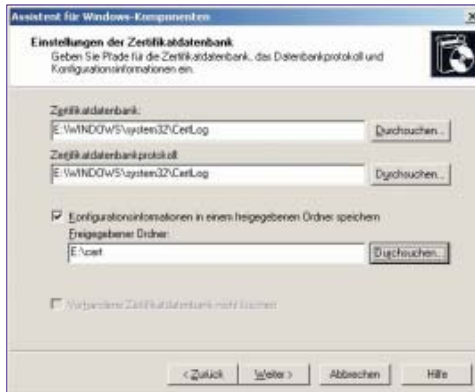 Assistent für Windows-Komponenten
Einstellungen der Zertifikatdatenbank
Geben Sie Pfade für die Zertifikatdatenbank, das Datenbankprotokoll und
Konfigurationsinformationen ein.
Zertifikatdatenbank:
E:\WINDOWS\system32\CertLog
Durchsuchen...
Zertifikatdatenbankprotokoll:
E:\WINDOWS\system32\CertLog
Durchsuchen...
Konfigurationsinformationen in einem freigegebenen Ordner speichern
Freigegebener Ordner:
E:\cert
Durchsuchen...
Vorhandene Zertifikatdatenbank nicht löschen
< Zurück Weiter > Abbrechen Hilfe